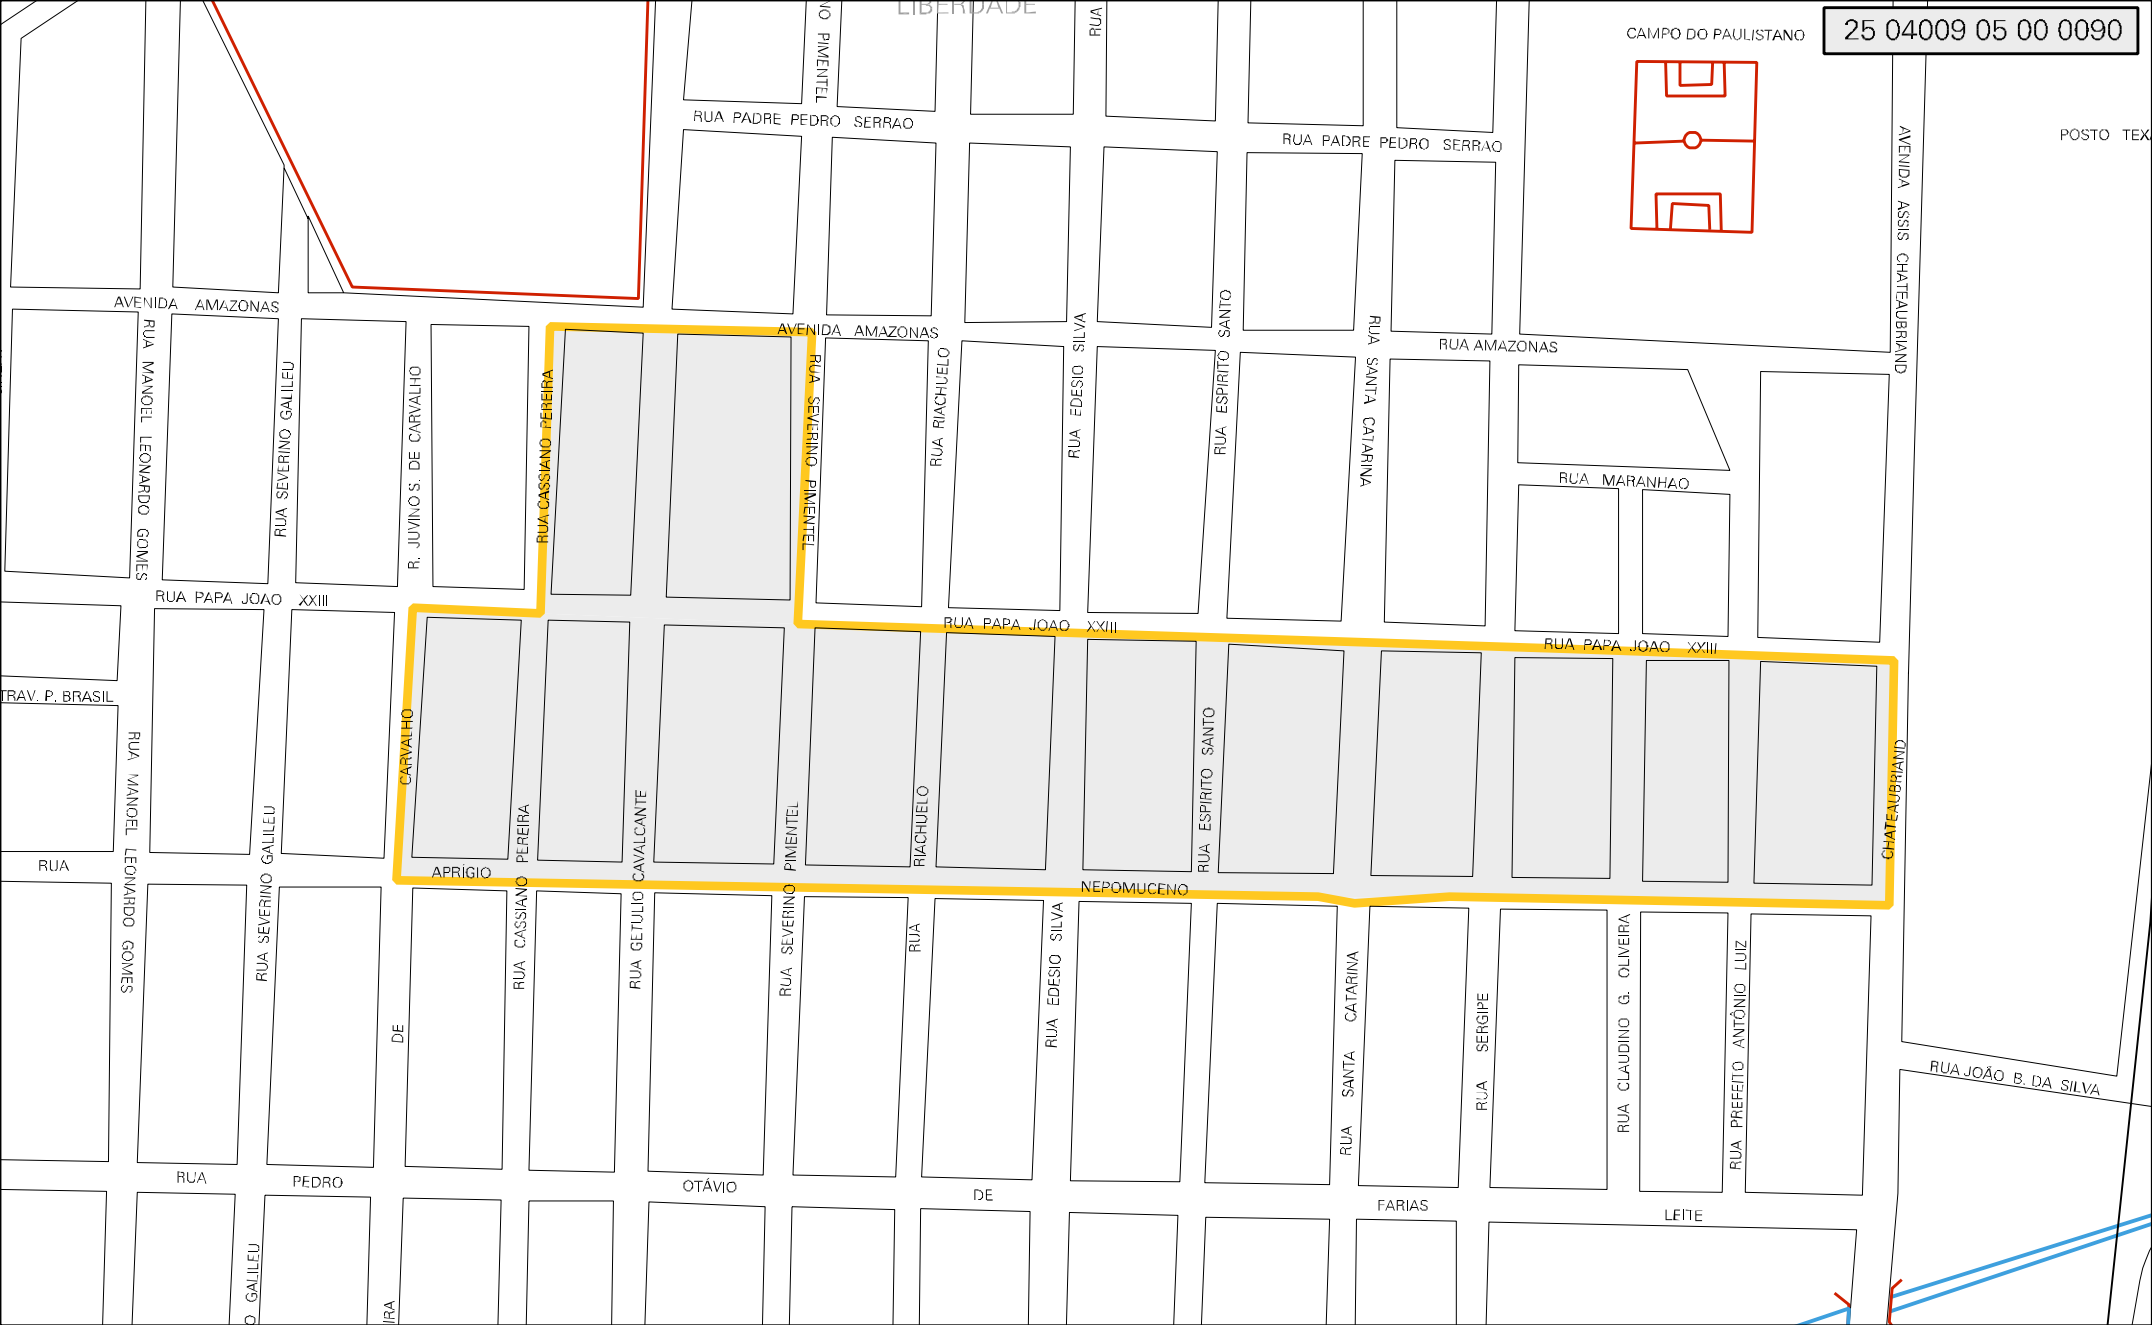 LIBERDADE
25 04009 05 00 0090
CAMPO DO PAULISTANO
NO PIMENTEL
RUA
RUA PADRE PEDRO SERRAO
RUA PADRE PEDRO SERRAO
POSTO TEX
AVENIDA ASSIS CHATEAUBRIAND
AVENIDA AMAZONAS
AVENIDA AMAZONAS
RUA AMAZONAS
RUA MANOEL LEONARDO GOMES
RUA SEVERINO GALILEU
R. JUVINO S. DE CARVALHO
RUA CASSIANO PEREIRA
RUA SEVERINO PIMENTEL
RUA RIACHUELO
RUA EDESIO SILVA
RUA ESPIRITO SANTO
RUA SANTA CATARINA
RUA MARANHAO
RUA PAPA JOAO XXIII
RUA PAPA JOAO XXIII
RUA PAPA JOAO XXIII
TRAV. P. BRASIL
RUA MANOEL LEONARDO GOMES
RUA SEVERINO GALILEU
CARVALHO
RUA CASSIANO PEREIRA
RUA GETULIO CAVALCANTE
RUA SEVERINO PIMENTEL
RIACHUELO
RUA ESPIRITO SANTO
CHATEAUBRIAND
RUA
APRÍGIO
NEPOMUCENO
DE
RUA
RUA EDESIO SILVA
RUA SANTA CATARINA
RUA SERGIPE
RUA CLAUDINO G. OLIVEIRA
RUA PREFEITO ANTÔNIO LUIZ
RUA JOÃO B. DA SILVA
RUA
PEDRO
OTÁVIO
DE
FARIAS
LEITE
O GALILEU
IRA